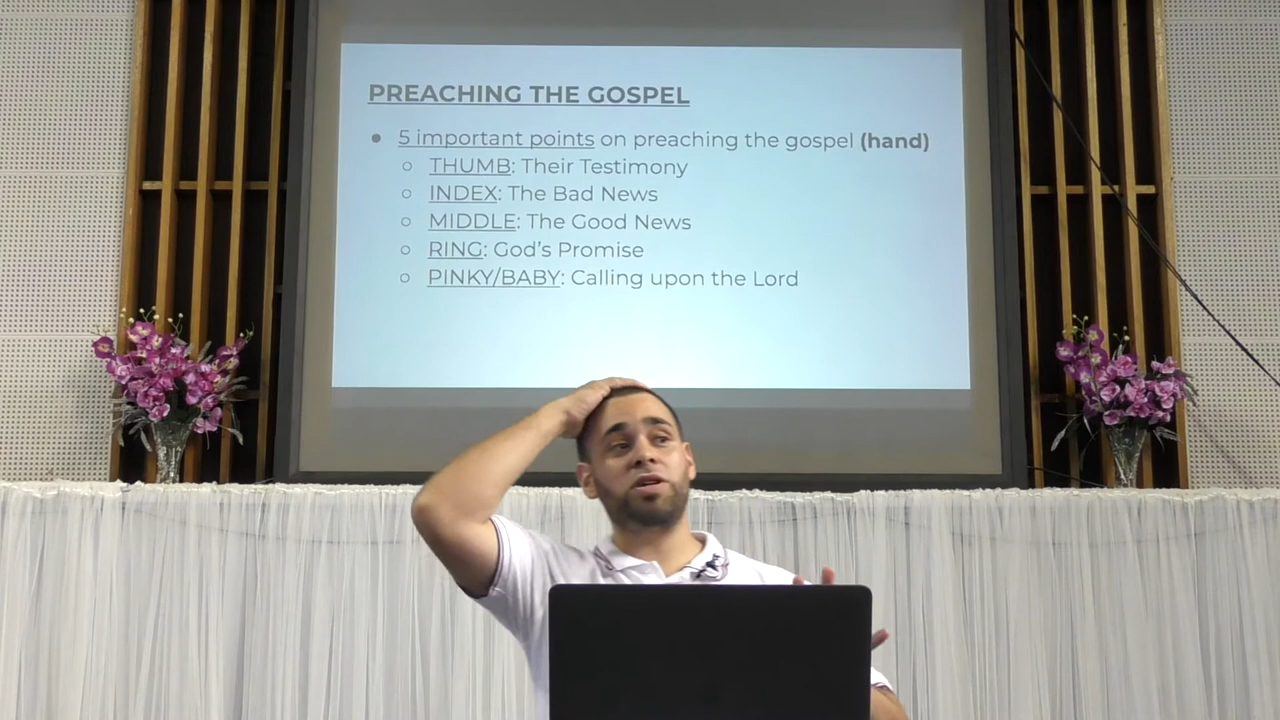 PREACHING THE GOSPEL
● 5 important points on preaching the gospel (hand)
○ THUMB: Their Testimony
○ INDEX: The Bad News
○ MIDDLE: The Good News
○ RING: God's Promise
○ PINKY/BABY: Calling upon the Lord